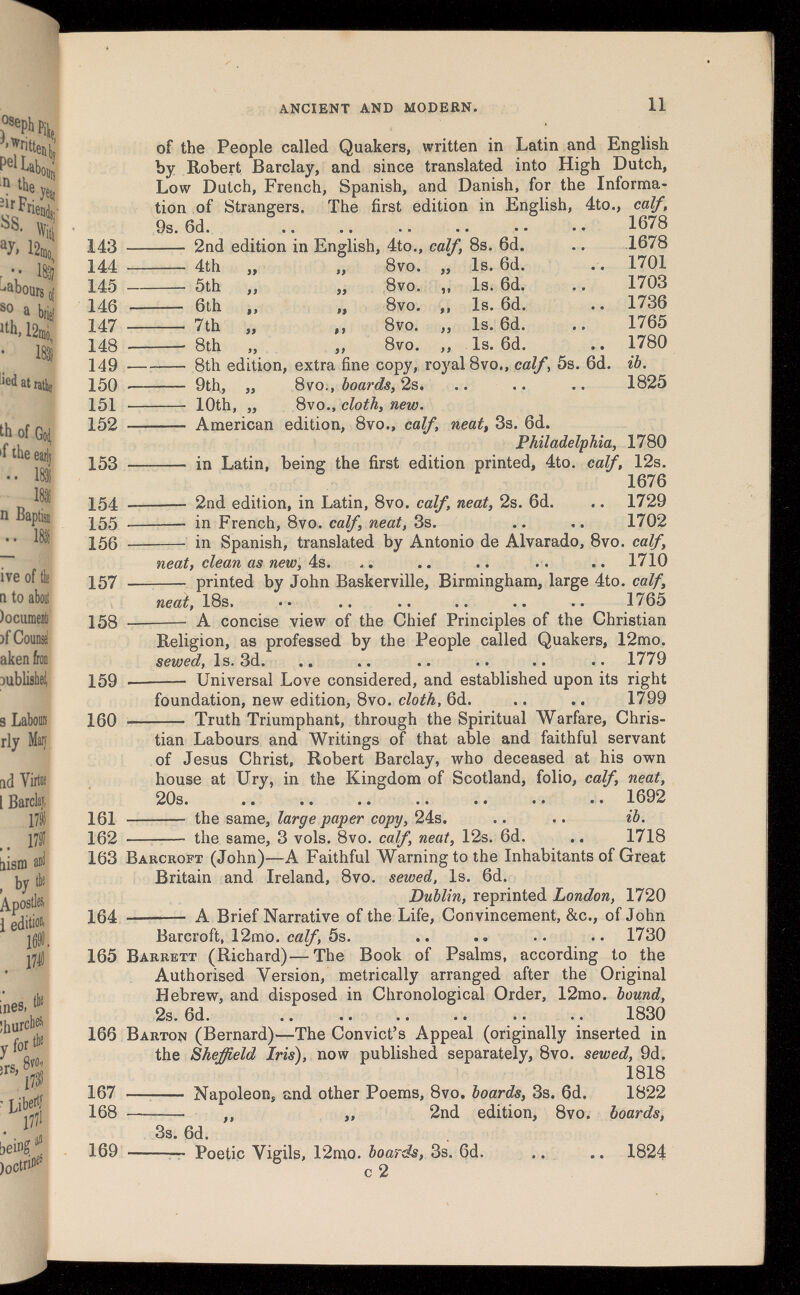 ANCIENT AND MODERN. 11
of the People called Quakers, written in Latin and English
by Robert Barclay, and since translated into High Dutch,
Low Dutch, French, Spanish, and Danish, for the Informa-
tion of Strangers. The first edition in English, 4to., calf,
9s. 6d. .. .. .. .. .. .. .. 1678
143 ——— 2nd edition in English, 4to., calf, 8s. 6d. .. 1678
144 ——— 4th „ „ 8vo. „ 1s. 6d. .. 1701
145 ——— 5th „ „ 8vo. „ 1s. 6d. .. 1703
146 ——— 6th „ „ 8vo. „ 1s. 6d. .. 1736
147 ——— 7th „ „ 8vo. „ 1s. 6d. .. 1765
148 ——— 8th „ „ 8vo. „ 1s. 6d. .. 1780
149 ——— 8th edition, extra fine copy, royal 8vo., calf, 5s. 6d. ib.
150 ——— 9th, „ 8vo., boards, 2s. .. .. .. 1825
151 ——— 10th, „ 8vo., cloth, new.
152 ——— American edition, 8vo., calf, neat, 3s. 6d.
Philadelphia, 1780
153 ——— in Latin, being the first edition printed, 4to. calf, 12s.
1676
154 ——— 2nd edition, in Latin, 8vo. calf, neat, 2s. 6d. .. 1729
155 ——— in French, 8vo. calf, neat, 3s. .. .. 1702
156 ——— in Spanish, translated by Antonio de Alvarado, 8vo. calf,
neat, clean as new, 4s. .. .. .. .. .. 1710
157 ——— printed by John Baskerville, Birmingham, large 4to. calf,
neat, 18s. .. .. .. .. .. .. 1765
158 ——— A concise view of the Chief Principles of the Christian
Religion, as professed by the People called Quakers, 12mo.
sewed, 1s. 3d. .. .. .. .. .. .. 1779
159 ——— Universal Love considered, and established upon its right
foundation, new edition, 8vo. cloth, 6d. .. .. 1799
160 ——— Truth Triumphant, through the Spiritual Warfare, Chris-
tian Labours and Writings of that able and faithful servant
of Jesus Christ, Robert Barclay, who deceased at his own
house at Ury, in the Kingdom of Scotland, folio, calf, neat,
20s. .. .. .. .. .. .. .. 1692
161 ——— the same, large paper copy, 24s. .. .. ib.
162 ——— the same, 3 vols. 8vo. calf, neat, 12s. 6d. .. 1718
163 BARCROFT (John)—A Faithful Warning to the Inhabitants of Great
Britain and Ireland, 8vo. sewed, 1s. 6d.
Dublin, reprinted London, 1720
164 ——— A Brief Narrative of the Life, Convincement, &c., of John
Barcroft, 12mo. calf, 5s. .. .. .. .. 1730
165 BARRETT (Richard)—The Book of Psalms, according to the
Authorised Version, metrically arranged after the Original
Hebrew, and disposed in Chronological Order, 12mo. bound,
2s. 6d. .. .. .. .. .. .. .. 1830
166 BARTON (Bernard)—The Convict's Appeal (originally inserted in
the Sheffield Iris), now published separately, 8vo. sewed, 9d.
1818
167 ——— Napoleon, and other Poems, 8vo. boards, 3s. 6d. 1822
168 ——— „ „ 2nd edition, 8vo. boards,
3s. 6d.
169 ——— Poetic Vigils, 12mo. boards, 3s. 6d. .. .. 1824
c 2